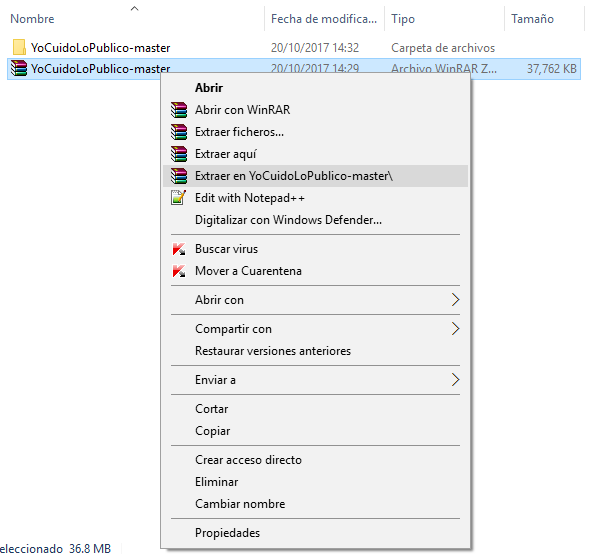 Nombre Fecha de modifica... Tipo Tamaño
YoCuidoLoPublico-master 20/10/2017 14:32 Carpeta de archivos
YoCuidoLoPublico-master 20/10/2017 14:29 Archivo WinRAR Z... 37,762 KB
Abrir
Abrir con WinRAR
Extraer ficheros...
Extraer aquí
Extraer en YoCuidoLoPublico-master\
Edit with Notepad++
Digitalizar con Windows Defender...
Buscar virus
Mover a Cuarentena
Abrir con
Compartir con
Restaurar versiones anteriores
Enviar a
Cortar
Copiar
Crear acceso directo
Eliminar
Cambiar nombre
Propiedades
eleccionado 36.8 MB